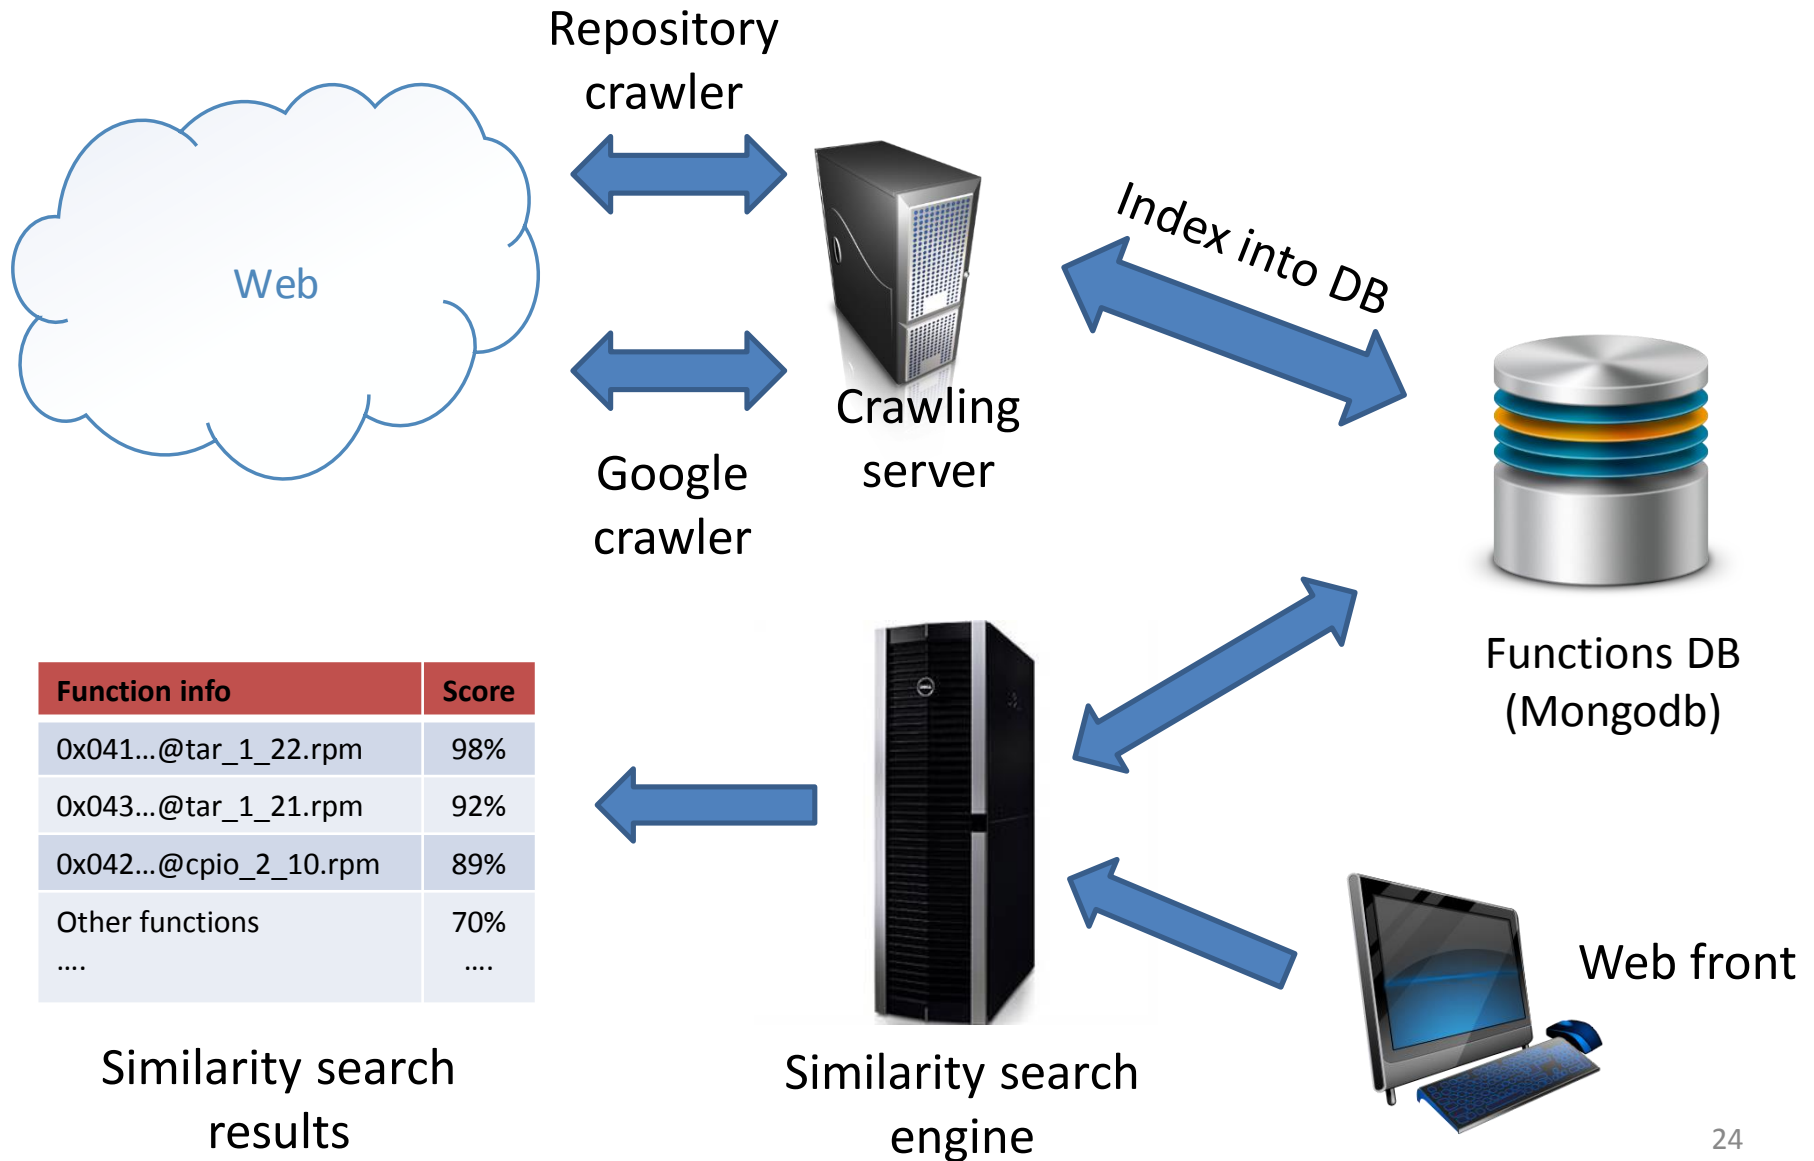 Repository
crawler
Web
Index into DB
Crawling
server
Google
crawler
Functions DB
(Mongodb)
Function info Score
0x041...@tar_1_22.rpm 98%
0x043...@tar_1_21.rpm 92%
0x042...@cpio_2_10.rpm 89%
Other functions 70%
.... ....
DELL
Web front
Similarity search
results
Similarity search
engine
24